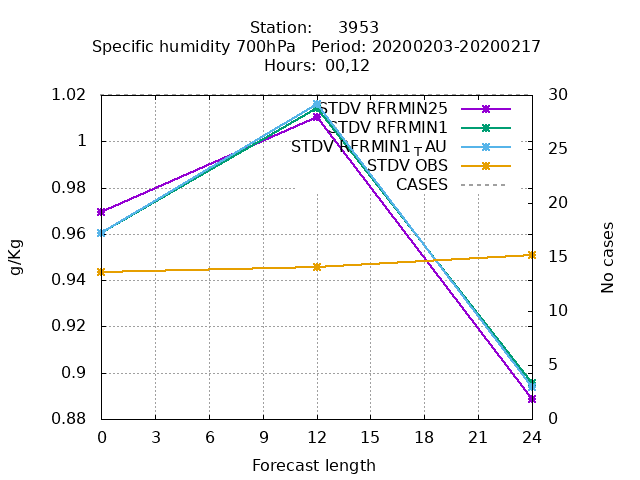 Station: 3953
Specific humidity 700hPa Period: 20200203-20200217
Hours: 00,12
1.02
1
0.98
0.96
0.94
0.92
0.9
0.88
g/Kg
STDV RFRMIN25
STDV RFRMIN1
STDV RFRMIN1TAU
STDV OBS
CASES
30
25
20
15
10
5
0
No cases
0 3 6 9 12 15 18 21 24
Forecast length